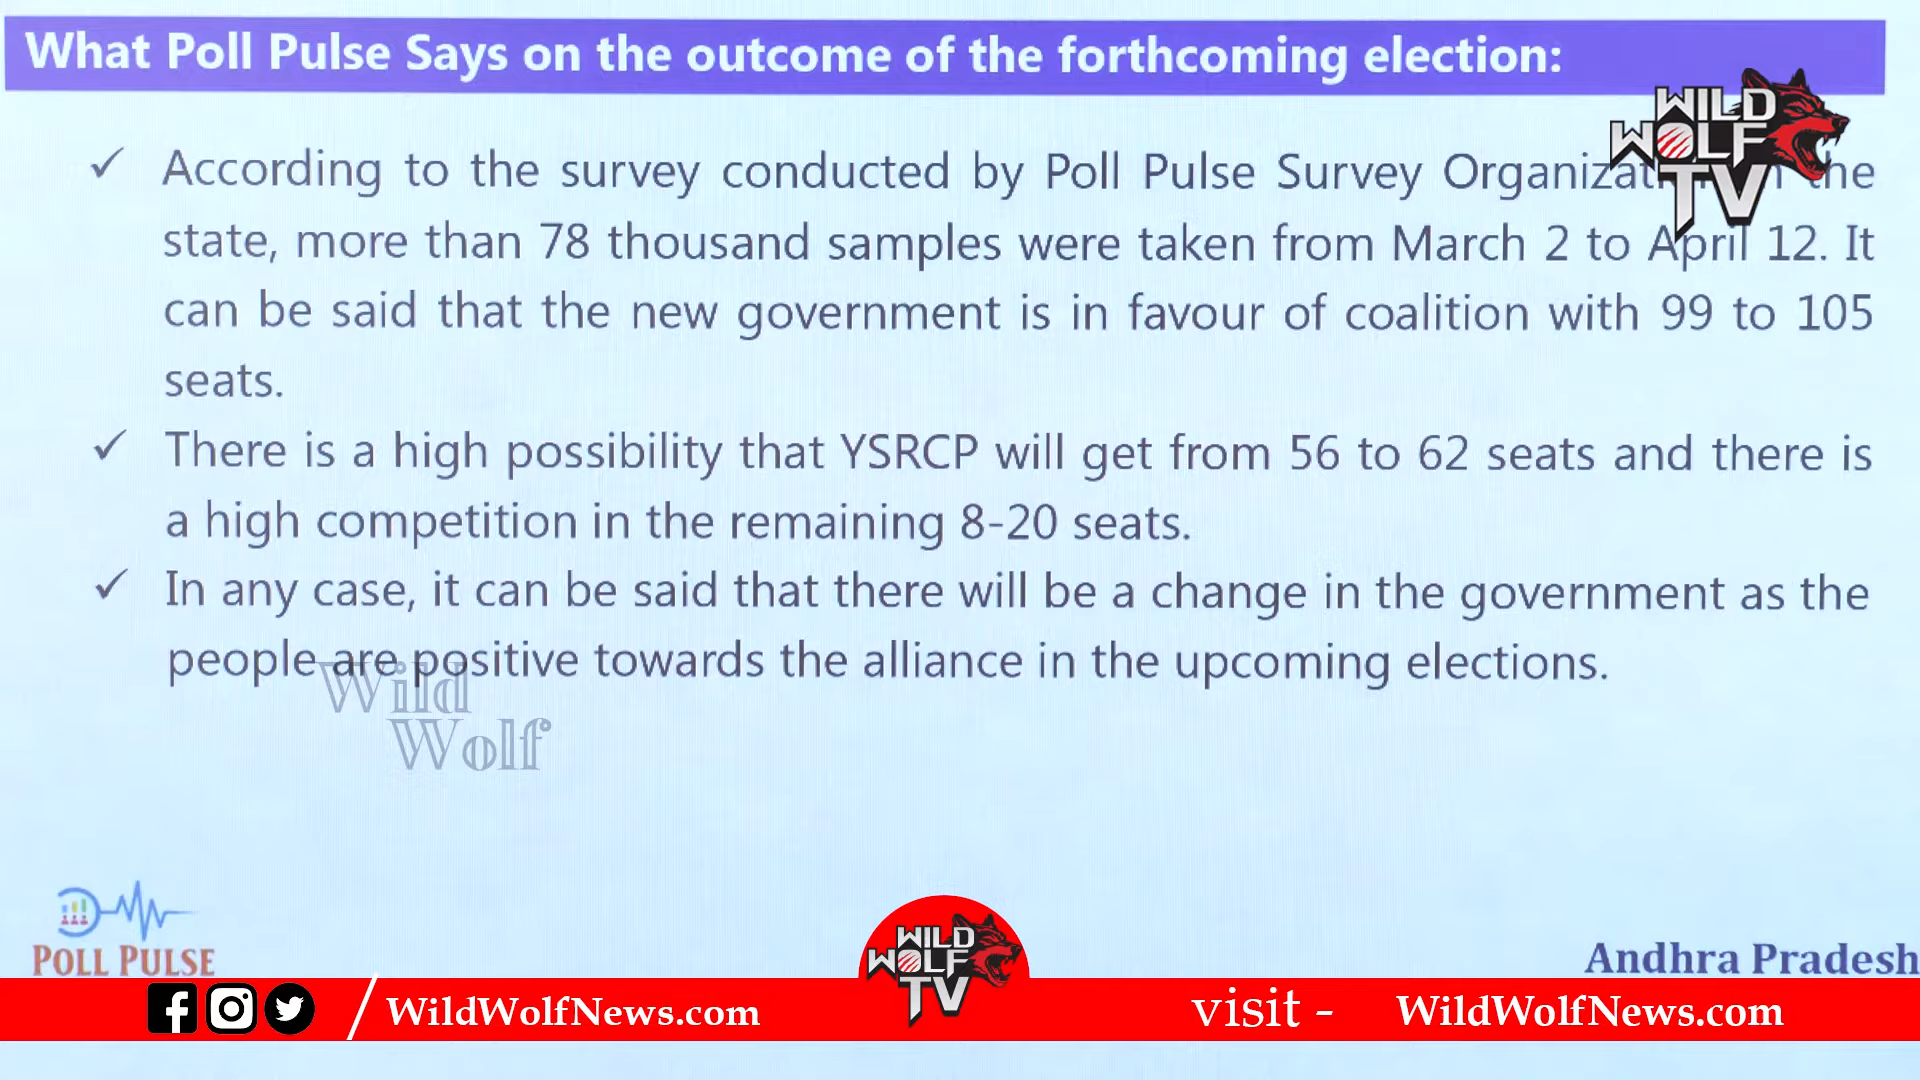 What Poll Pulse Says on the outcome of the forthcoming election:
WILD
WOLF
TV
✓ According to the survey conducted by Poll Pulse Survey the
state, more than 78 thousand samples were taken from March 2 to April 12. It
can be said that the new government is in favour of coalition with 99 to 105
seats.
✓ There is a high possibility that YSRCP will get from 56 to 62 seats and there is
a high competition in the remaining 8-20 seats.
✓ In any case, it can be said that there will be a change in the government as the
people are positive towards the alliance in the upcoming elections.
Wild
Wolf
POLL PULSE
WILD
WOLF
TV
Andhra Pradesh
WildWolfNews.com
visit - WildWolfNews.com